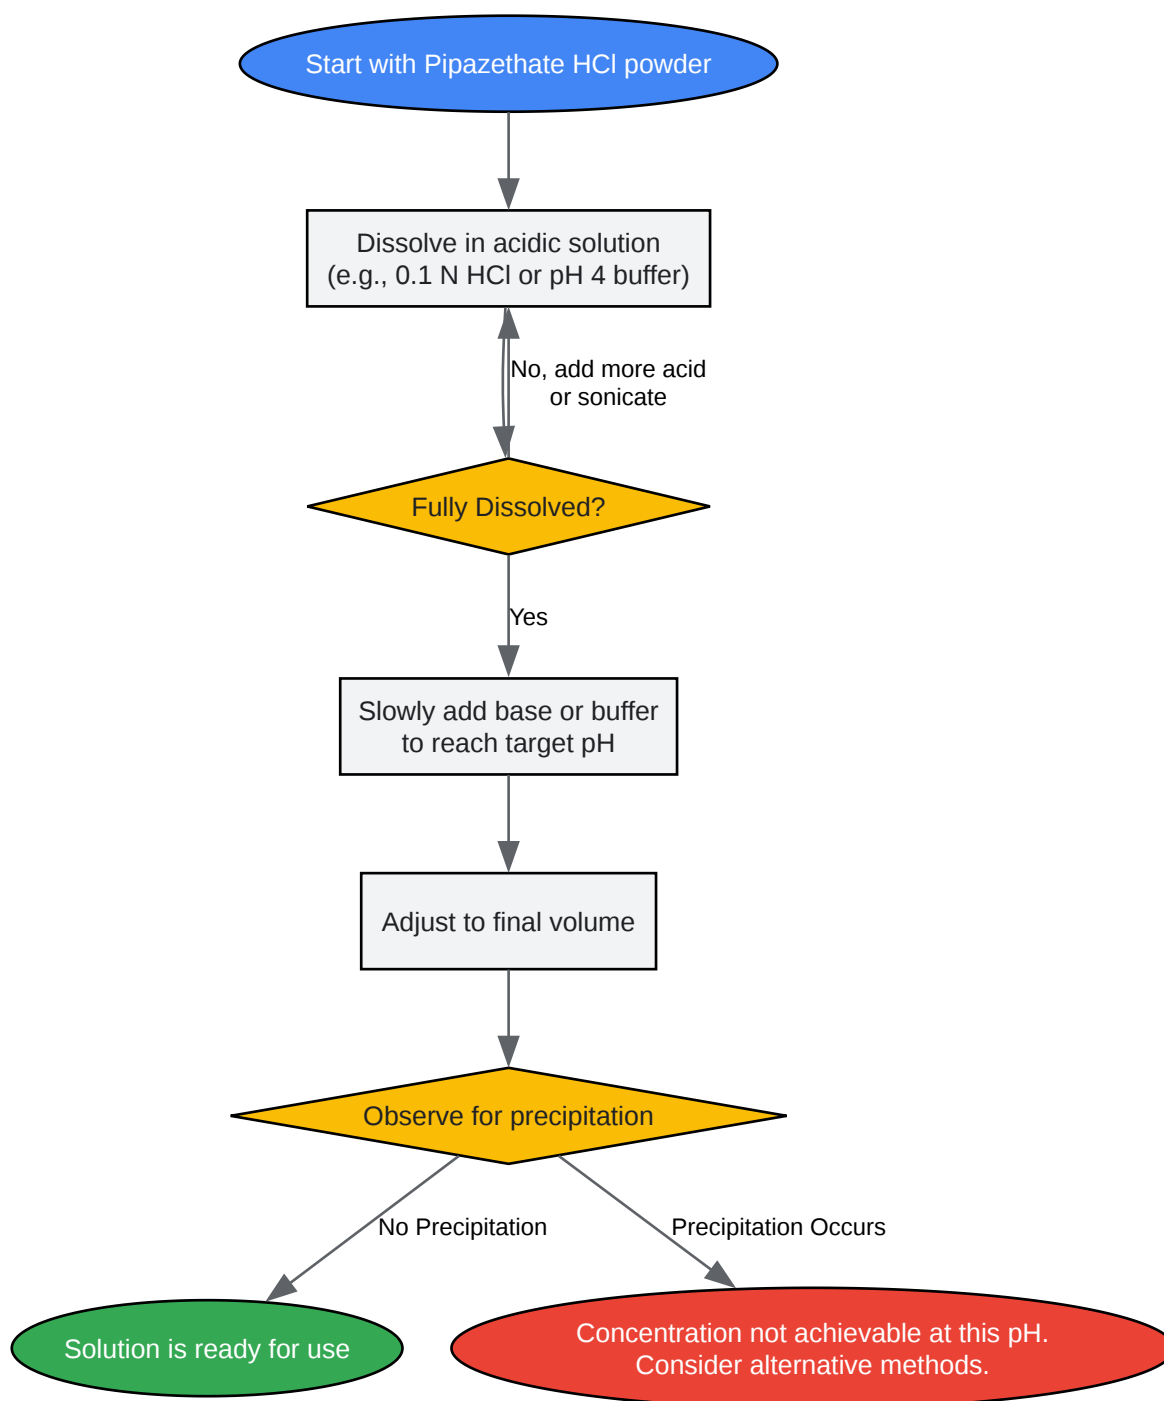 Start with Pipazethate HCl powder
Dissolve in acidic solution
(e.g., 0.1 N HCl or pH 4 buffer)
No, add more acid
or sonicate
Fully Dissolved?
Yes
Slowly add base or buffer
to reach target pH
Adjust to final volume
Observe for precipitation
No Precipitation
Precipitation Occurs
Solution is ready for use
Concentration not achievable at this pH.
Consider alternative methods.